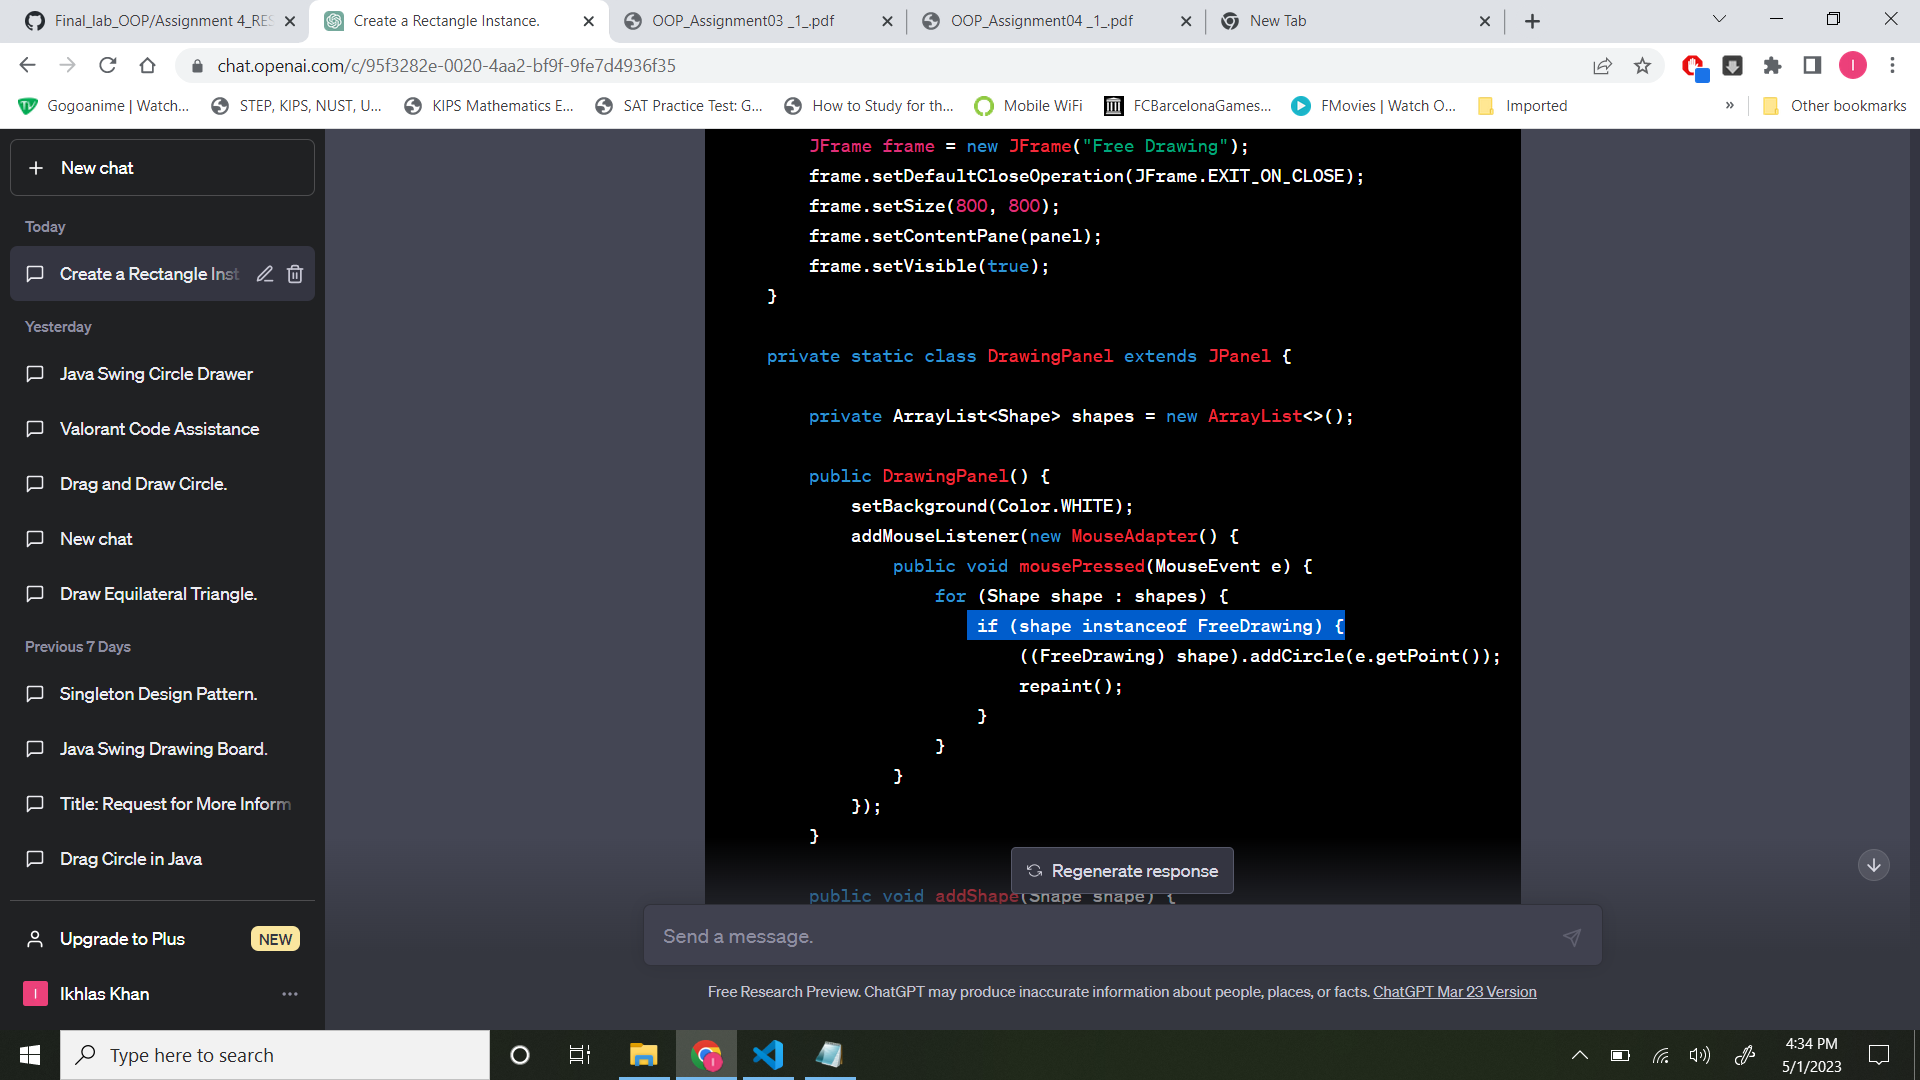 Final_lab_OOP/Assignment 4_RES
Create a Rectangle Instance.
OOP_Assignment03 _1_.pdf
OOP_Assignment04 _1_.pdf
New Tab
chat.openai.com/c/95f3282e-0020-4aa2-bf9f-9fe7d4936f35
I
Gogoanime | Watch...
STEP, KIPS, NUST, U...
KIPS Mathematics E...
SAT Practice Test: G...
How to Study for th...
Mobile WiFi
FCBarcelonaGames...
FMovies | Watch O...
Imported
»
Other bookmarks
New chat
Today
Create a Rectangle Inst
Yesterday
Java Swing Circle Drawer
Valorant Code Assistance
Drag and Draw Circle.
New chat
Draw Equilateral Triangle.
Previous 7 Days
Singleton Design Pattern.
Java Swing Drawing Board.
Title: Request for More Inform
Drag Circle in Java
Upgrade to Plus
NEW
I
Ikhlas Khan
JFrame frame = new JFrame("Free Drawing");
frame.setDefaultCloseOperation(JFrame.EXIT_ON_CLOSE);
frame.setSize(800, 800);
frame.setContentPane(panel);
frame.setVisible(true);
}
private static class DrawingPanel extends JPanel {
private ArrayList<Shape> shapes = new ArrayList<>();
public DrawingPanel() {
setBackground(Color.WHITE);
addMouseListener(new MouseAdapter() {
public void mousePressed(MouseEvent e) {
for (Shape shape : shapes) {
if (shape instanceof FreeDrawing) {
((FreeDrawing) shape).addCircle(e.getPoint());
repaint();
}
}
}
});
}
public void addShape(Shape shape) {
Regenerate response
Send a message.
Free Research Preview. ChatGPT may produce inaccurate information about people, places, or facts. ChatGPT Mar 23 Version
Type here to search
I
4:34 PM
5/1/2023